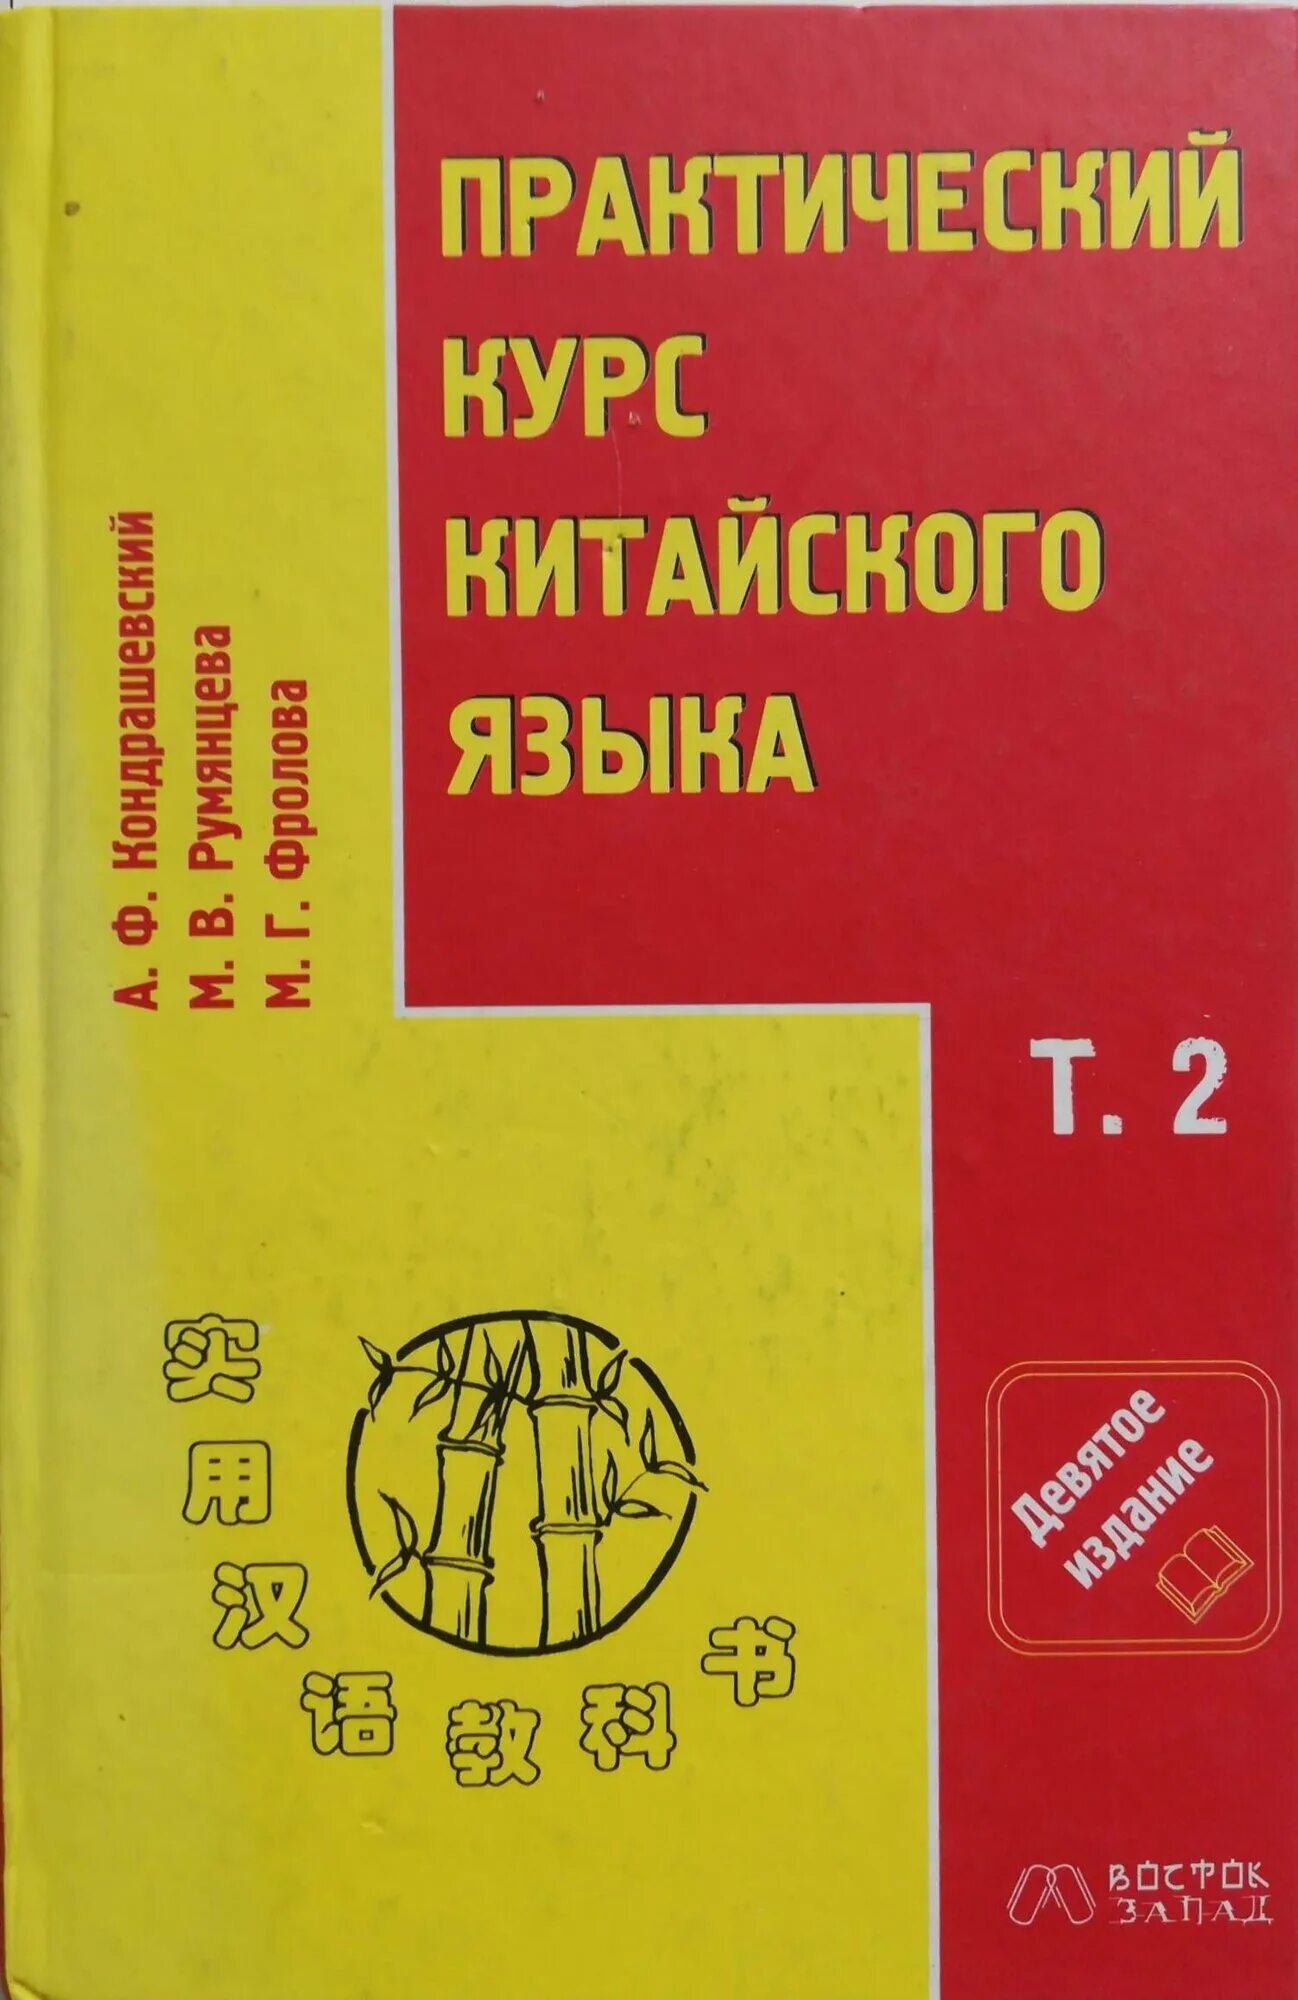 ПРАКТИЧЕСКИЙ
КУРС
КИТАЙСКОГО
ЯЗЫКА
А. Ф. Кондрашевский
М. В. Румянцева
М. Г. Фролова
Т. 2
实用汉语教科书
Девятое
издание
ВОСТОК
ЗАПАД